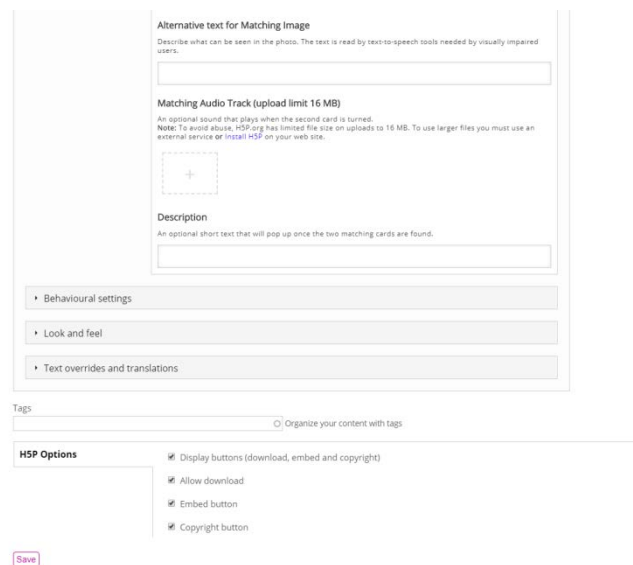 Alternative text for Matching Image
Describe what can be seen in the photo. The text is read by text-to-speech tools needed by visually impaired
users.
Matching Audio Track (upload limit 16 MB)
An optional sound that plays when the second card is turned.
Note: To avoid abuse, H5P.org has limited file size on uploads to 16 MB. To use larger files you must use an
external service or Install H5P on your web site.
+
Description
An optional short text that will pop up once the two matching cards are found.
Behavioural settings
Look and feel
Text overrides and translations
Tags
Organize your content with tags
H5P Options
Display buttons (download, embed and copyright)
Allow download
Embed button
Copyright button
Save